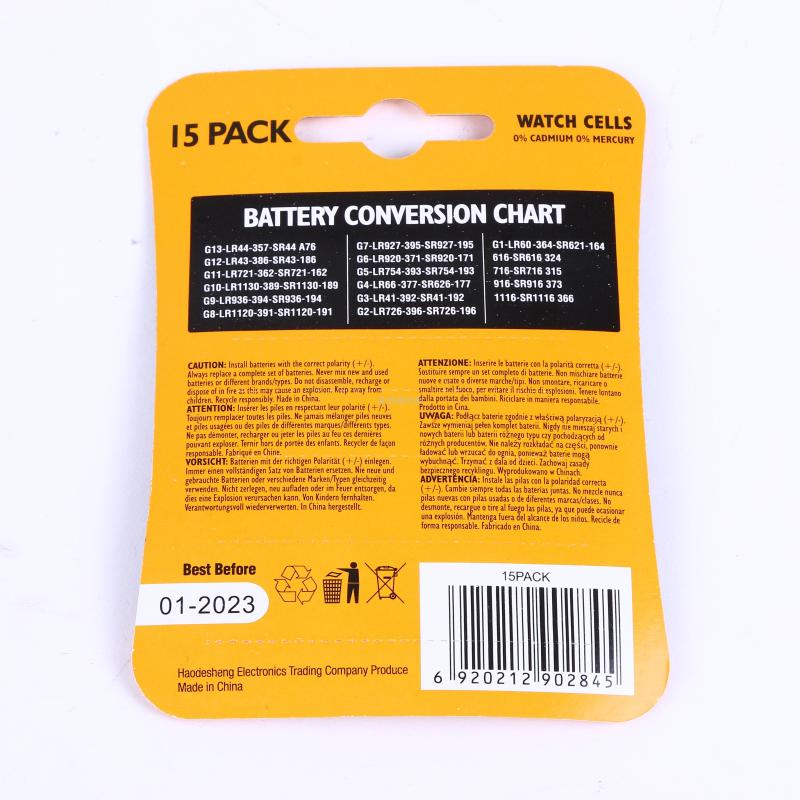 15 PACK
WATCH CELLS
0% CADMIUM 0% MERCURY
BATTERY CONVERSION CHART
G13-LR44-357-SR44 A76
G12-LR43-386-SR43-186
G11-LR721-362-SR721-162
G10-LR1130-389-SR1130-189
G9-LR936-394-SR936-194
G8-LR1120-391-SR1120-191
G7-LR927-395-SR927-195
G6-LR920-371-SR920-171
G5-LR754-393-SR754-193
G4-LR66-377-SR626-177
G3-LR41-392-SR41-192
G2-LR726-396-SR726-196
G1-LR60-364-SR621-164
616-SR616 324
716-SR716 315
916-SR916 373
1116-SR1116 366
CAUTION: Install batteries with the correct polarity (+/-).
Always replace a complete set of batteries. Never mix new and used
batteries or different brands/types. Do not disassemble, recharge or
dispose of in fire as this may cause an explosion. Keep away from
children. Recycle responsibly. Made in China.
ATTENTION: Insérer les piles en respectant leur polarité (+/-).
Toujours remplacer toutes les piles. Ne jamais mélanger piles neuves
et piles usagées ou des piles de différentes marques/différents types.
Ne pas démonter, recharger ou jeter les piles au feu ces dernières
pouvant exploser. Ternir hors de portée des enfants. Recycler de façon
responsable. Fabriqué en Chine.
VORSICHT: Batterien mit der richtigen Polarität (+/-) einlegen.
Immer einen vollständigen Satz von Batterien ersetzen. Nie neue und
gebrauchte Batterien oder verschiedene Marken/Typen gleichzeitig
verwenden. Nicht zerlegen, neu aufladen oder im Feuer entsorgen, da
dies eine Explosion verursachen kann. Von Kindern fernhalten.
Verantwortungsvoll wiederverwerten. In China hergestellt.
ATTENZIONE: Inserire le batterie con la polarità corretta (+/-).
Sostituire sempre un set completo di batterie. Non mischiare batterie
nuove e usate o diverse marche/tipi. Non smontare, ricaricare o
smaltire nel fuoco, per evitare il rischio di esplosioni. Tenere lontano
dalla portata dei bambini. Riciclare in maniera responsabile.
Prodotto in Cina.
UWAGA: Podłącz baterie zgodnie z właściwą polaryzacją (+/-).
Zawsze wymieniaj pełen komplet baterii. Nigdy nie mieszaj starych i
nowych baterii lub baterii różnego typu czy pochodzących od
różnych producentów. Nie należy rozkładać na części, ponownie
ładować lub wrzucać do ognia, ponieważ baterie mogą
wybuchnąć. Trzymać z dala od dzieci. Zachowaj zasady
bezpiecznego recyklingu. Wyprodukowano w Chinach.
ADVERTENCIA: Instale las pilas con la polaridad correcta
(+/-). Cambie siempre todas las baterias juntas. No mezcle nunca
pilas nuevas con pilas usadas o de diferentes marcas/clases. No
desmonte, recargue o tire al fuego las pilas, ya que puede ocasionar
una explosión. Mantenga fuera del alcance de los niños. Recicle de
forma responsable. Fabricado en China.
Best Before
01-2023
15PACK
6 920212 902845
Haodesheng Electronics Trading Company Produce
Made in China